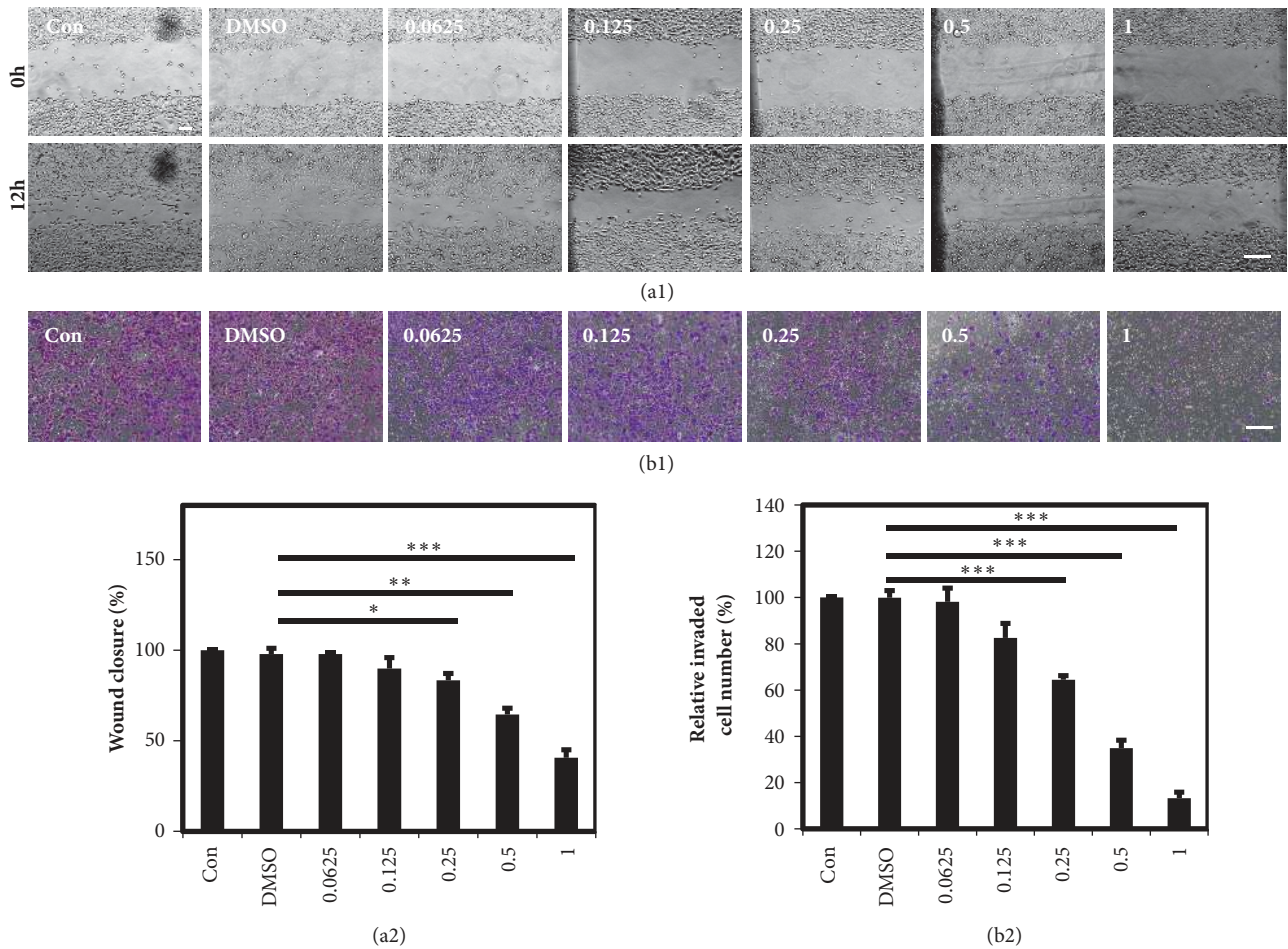 Con DMSO 0.0625 0.125 0.25 0.5 1
0h
12h
(a1)
Con DMSO 0.0625 0.125 0.25 0.5 1
(b1)
Wound closure (%)
150
100
50
0
***
**
*
Con DMSO 0.0625 0.125 0.25 0.5 1
(a2)
Relative invaded
cell number (%)
140
120
100
80
60
40
20
0
***
***
***
Con DMSO 0.0625 0.125 0.25 0.5 1
(b2)